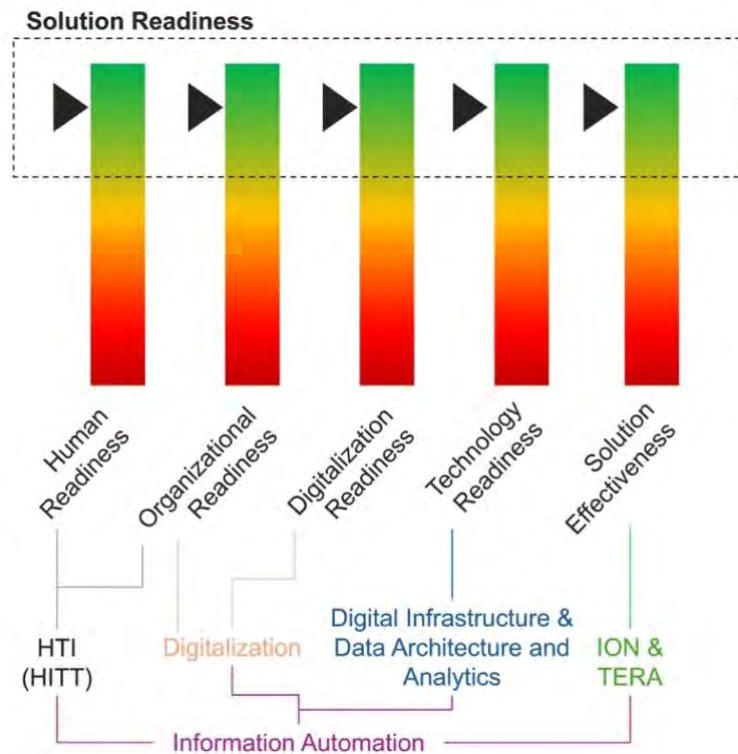 Solution Readiness
Human
Readiness
Organizational
Readiness
Digitalization
Readiness
Technology
Readiness
Solution
Effectiveness
HTI
(HITT)
Digitalization
Digital Infrastructure &
Data Architecture and
Analytics
ION &
TERA
Information Automation